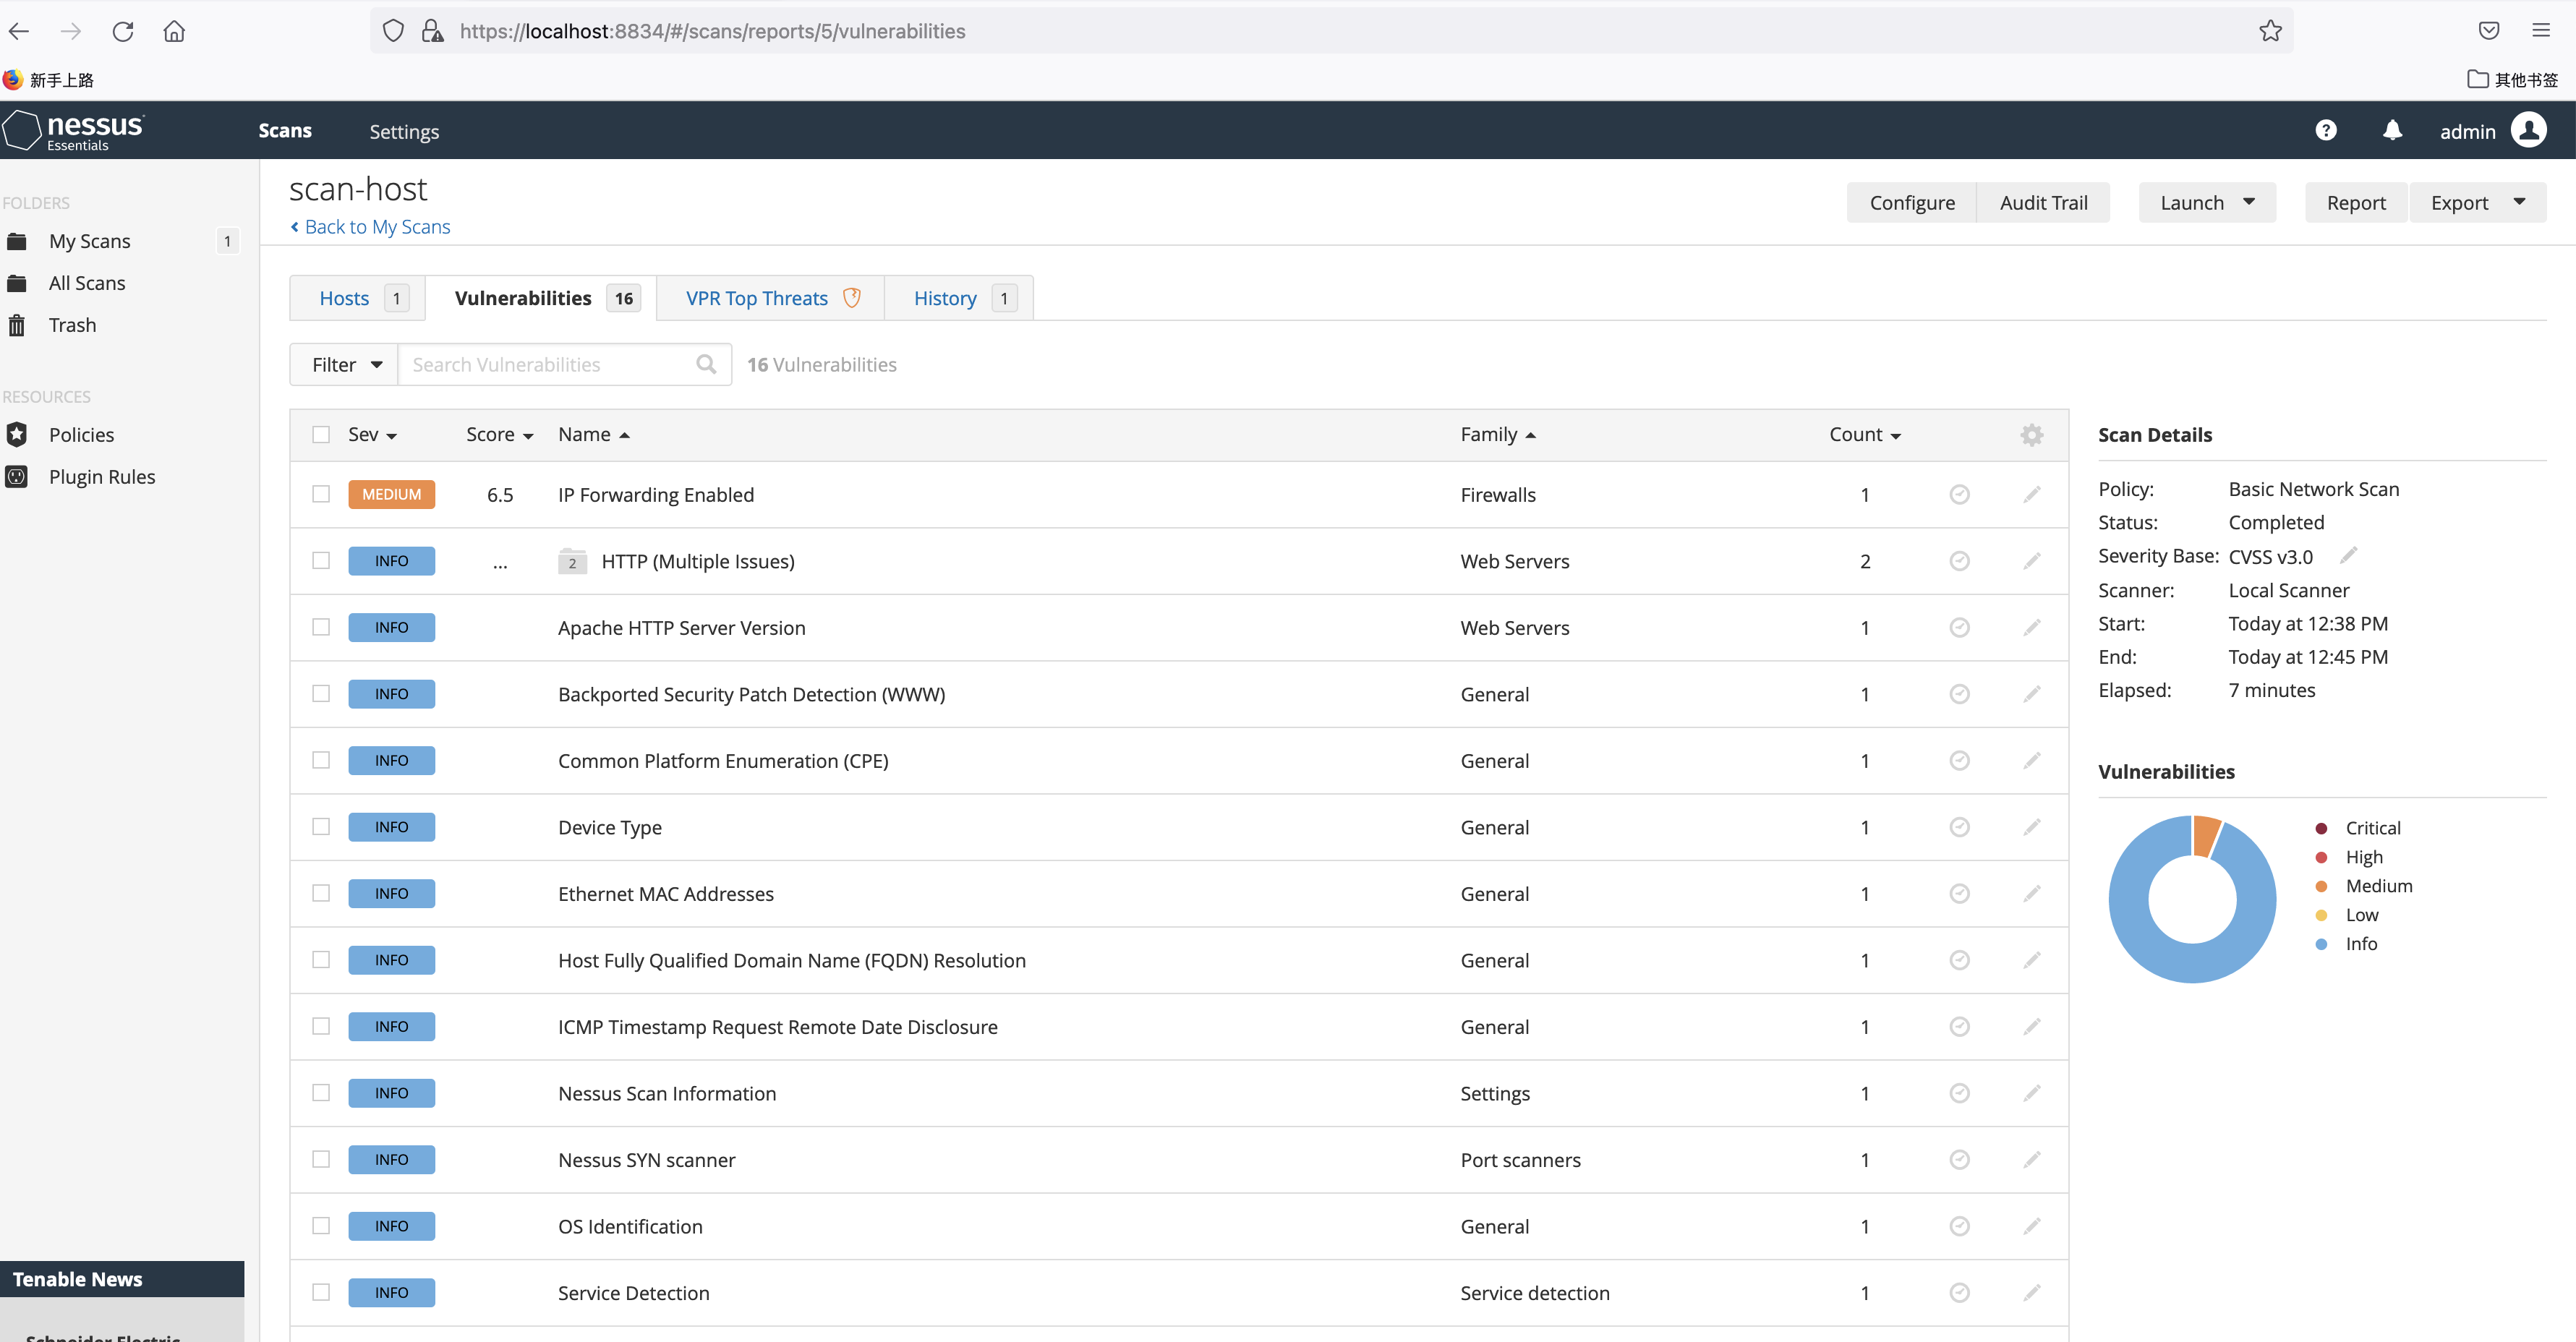 https://localhost:8834/#/scans/reports/5/vulnerabilities
新手上路
其他书签
nessus
Essentials
Scans
Settings
?
admin
FOLDERS
My Scans 1
All Scans
Trash
RESOURCES
Policies
Plugin Rules
Tenable News
Schneider Electric
scan-host
Back to My Scans
Configure
Audit Trail
Launch
Report
Export
Hosts 1
Vulnerabilities 16
VPR Top Threats
History 1
Filter
Search Vulnerabilities
16 Vulnerabilities
Sev Score Name Family Count
MEDIUM 6.5 IP Forwarding Enabled Firewalls 1
INFO ... 2 HTTP (Multiple Issues) Web Servers 2
INFO Apache HTTP Server Version Web Servers 1
INFO Backported Security Patch Detection (WWW) General 1
INFO Common Platform Enumeration (CPE) General 1
INFO Device Type General 1
INFO Ethernet MAC Addresses General 1
INFO Host Fully Qualified Domain Name (FQDN) Resolution General 1
INFO ICMP Timestamp Request Remote Date Disclosure General 1
INFO Nessus Scan Information Settings 1
INFO Nessus SYN scanner Port scanners 1
INFO OS Identification General 1
INFO Service Detection Service detection 1
Scan Details
Policy: Basic Network Scan
Status: Completed
Severity Base: CVSS v3.0
Scanner: Local Scanner
Start: Today at 12:38 PM
End: Today at 12:45 PM
Elapsed: 7 minutes
Vulnerabilities
Critical
High
Medium
Low
Info